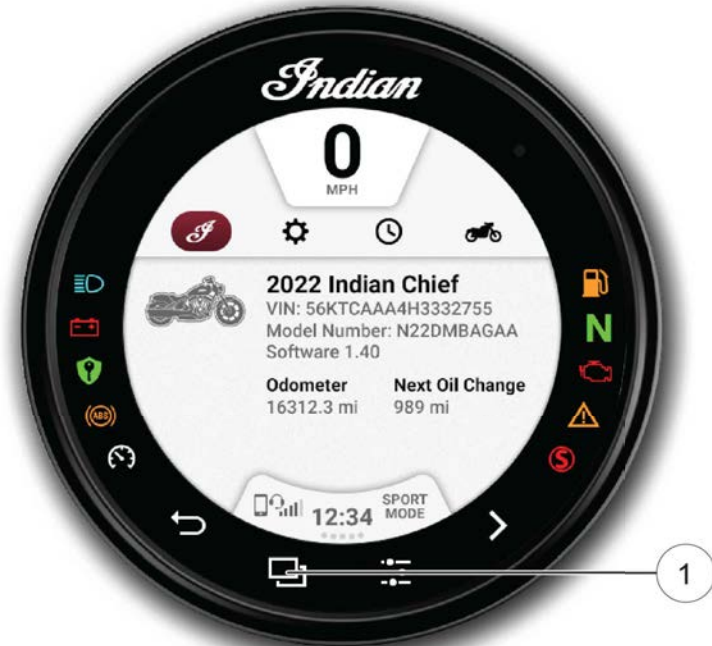 Indian
0
MPH
2022 Indian Chief
VIN: 56KTCAAA4H3332755
Model Number: N22DMBAGAA
Software 1.40
Odometer Next Oil Change
16312.3 mi 989 mi
ABS
N
S
12:34 SPORT
MODE
1